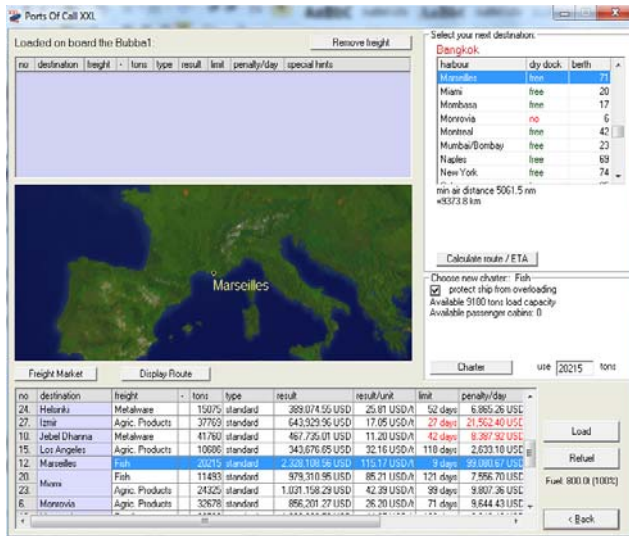 Ports Of Call XXL
Loaded on board the Bubba1:
Remove freight
no destination freight - tons type result limit penalty/day special hints
Select your next destination.
Bangkok
harbour dry dock berth
Marseilles free 71
Miami free 20
Mombasa free 17
Monrovia no 6
Montreal free 42
Mumbai/Bombay free 23
Naples free 69
New York free 74
min air distance 5061.5 nm
=9373.8 km
Calculate route / ETA
Marseilles
Choose new charter: Fish
protect ship from overloading
Available 9180 tons load capacity
Available passenger cabins: 0
Charter use 20215 tons
Freight Market
Display Route
no destination freight - tons type result result/unit limit penalty/day
24. Helsinki Metalware 15075 standard 389,074.55 USD 25.81 USD/t 52 days 6,865.26 USD
27. Izmir Agric. Products 37769 standard 643,929.96 USD 17.05 USD/t 27 days 21,562.40 USD
10. Jebel Dhanna Metalware 41760 standard 467,735.01 USD 11.20 USD/t 42 days 8,387.92 USD
15. Los Angeles Agric. Products 10686 standard 343,676.65 USD 32.16 USD/t 118 days 2,633.18 USD
12. Marseilles Fish 20215 standard 2,328,108.56 USD 115.17 USD/t 9 days 99,080.67 USD
20. Miami Fish 11493 standard 979,310.95 USD 85.21 USD/t 121 days 7,556.70 USD
23. Agric. Products 24325 standard 1,031,158.29 USD 42.39 USD/t 99 days 9,807.36 USD
6. Monrovia Agric. Products 32678 standard 856,201.27 USD 26.20 USD/t 71 days 9,644.43 USD
Load
Refuel
Fuel: 800.0t (100%)
< Back